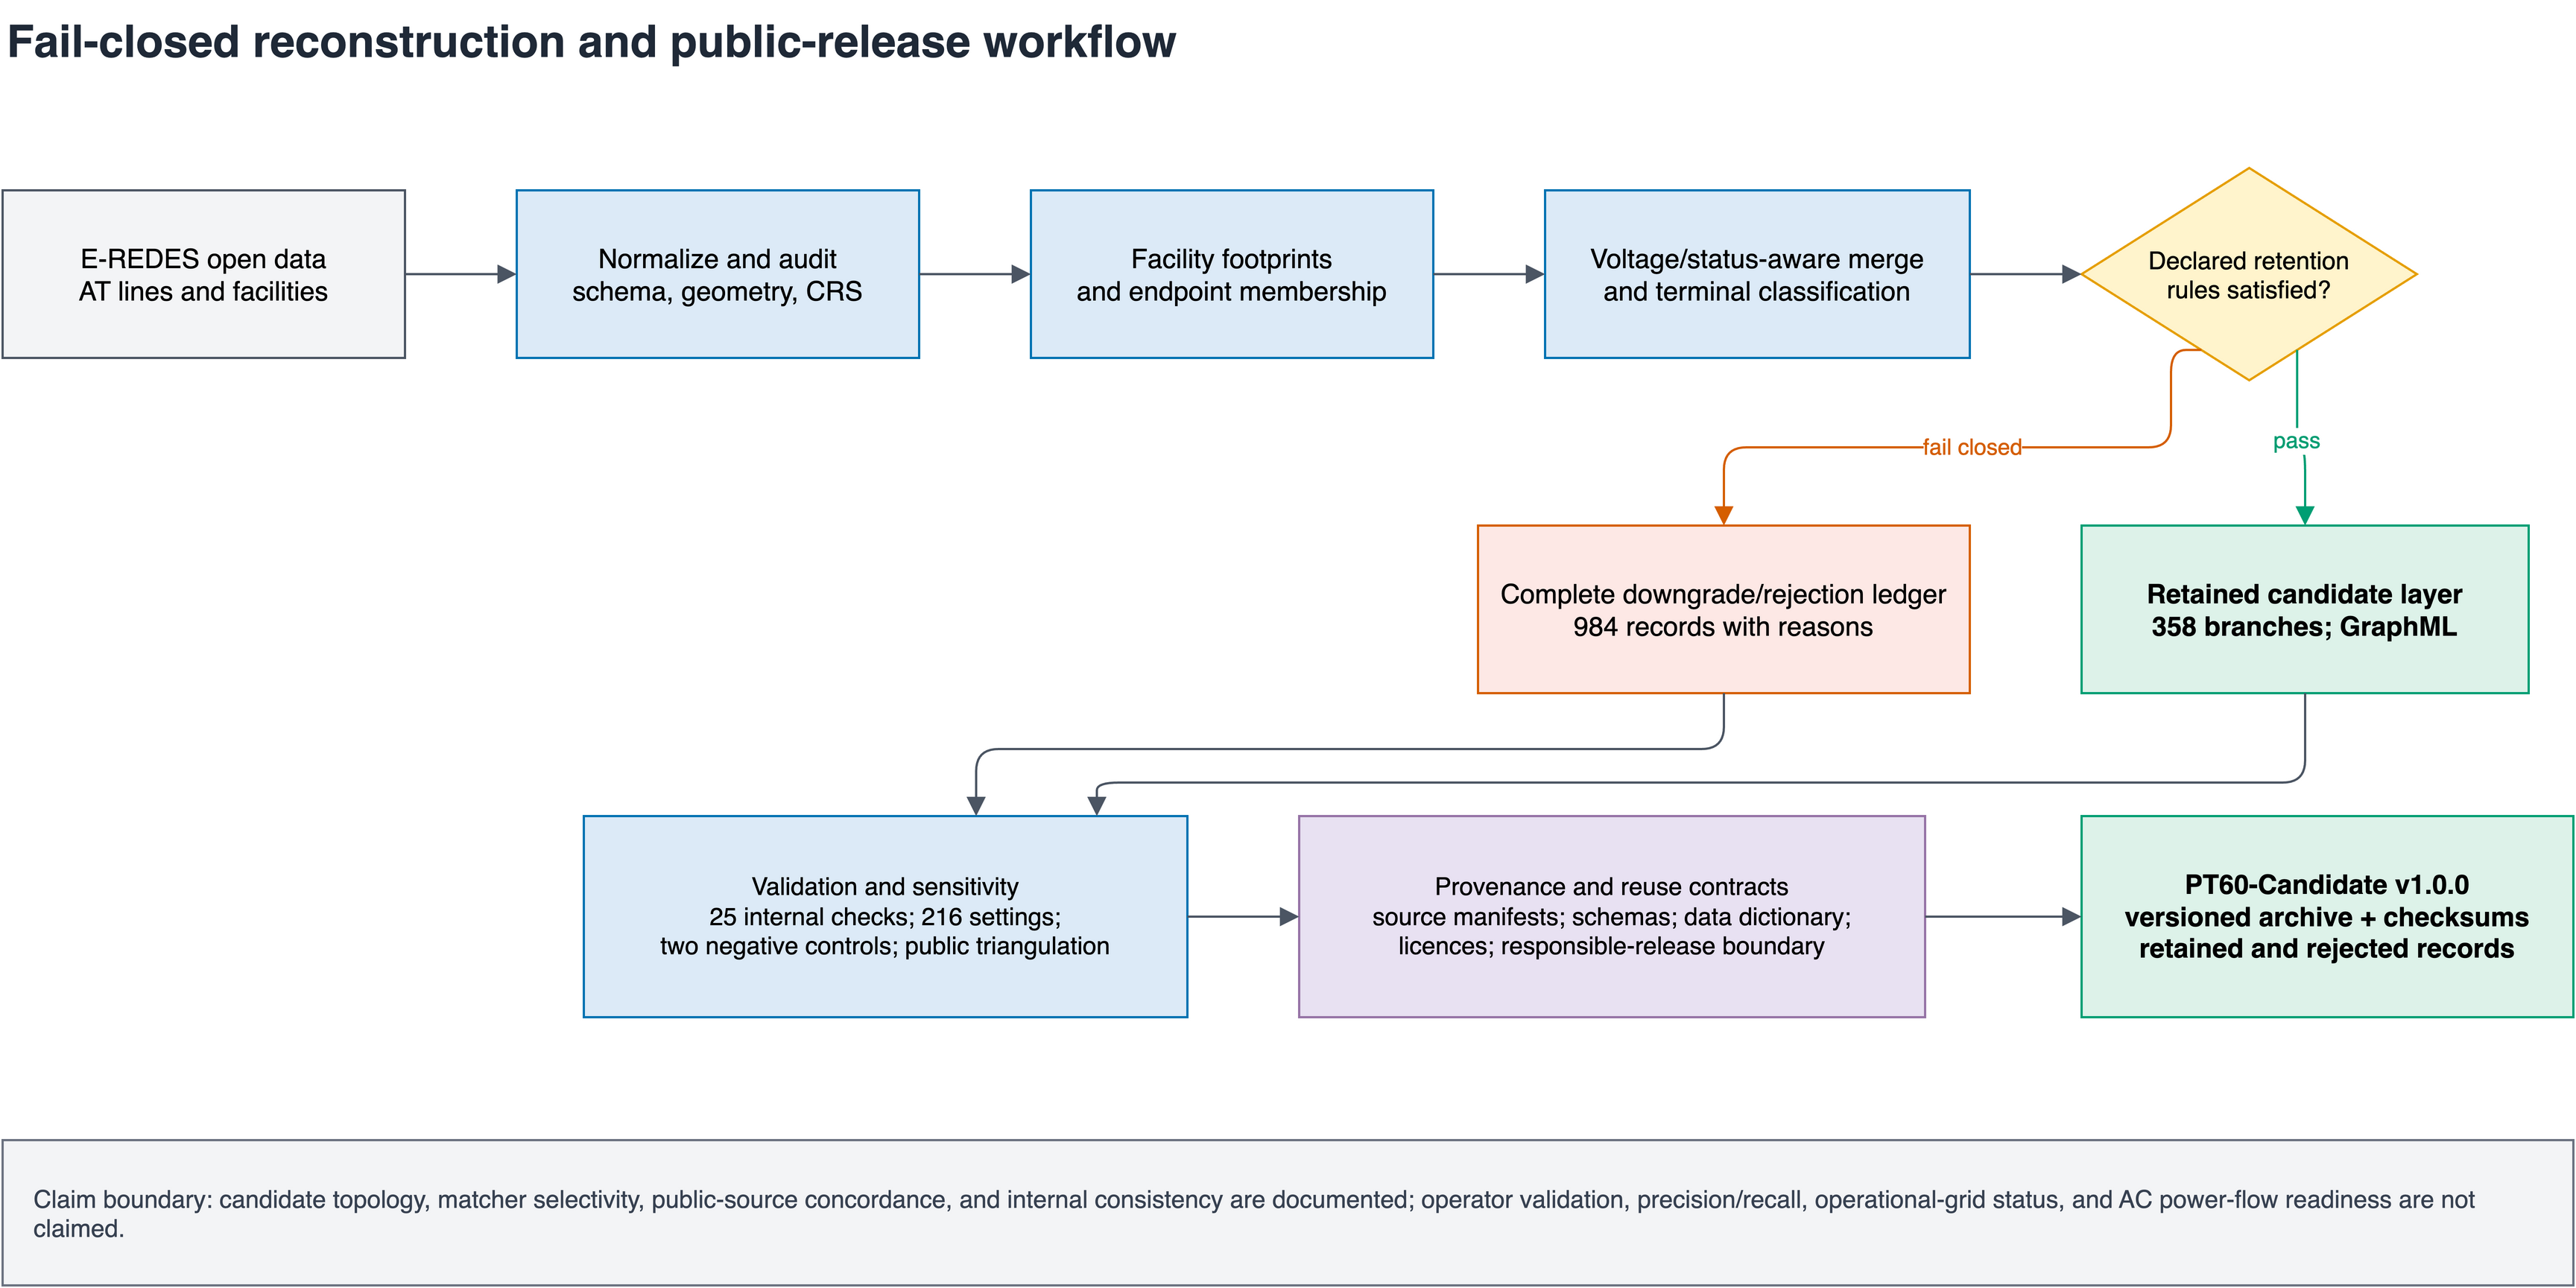 Fail-closed reconstruction and public-release workflow
E-REDES open data
AT lines and facilities
Normalize and audit
schema, geometry, CRS
Facility footprints
and endpoint membership
Voltage/status-aware merge
and terminal classification
Declared retention
rules satisfied?
fail closed
pass
Complete downgrade/rejection ledger
984 records with reasons
Retained candidate layer
358 branches; GraphML
Validation and sensitivity
25 internal checks; 216 settings;
two negative controls; public triangulation
Provenance and reuse contracts
source manifests; schemas; data dictionary;
licences; responsible-release boundary
PT60-Candidate v1.0.0
versioned archive + checksums
retained and rejected records
Claim boundary: candidate topology, matcher selectivity, public-source concordance, and internal consistency are documented; operator validation, precision/recall, operational-grid status, and AC power-flow readiness are not
claimed.